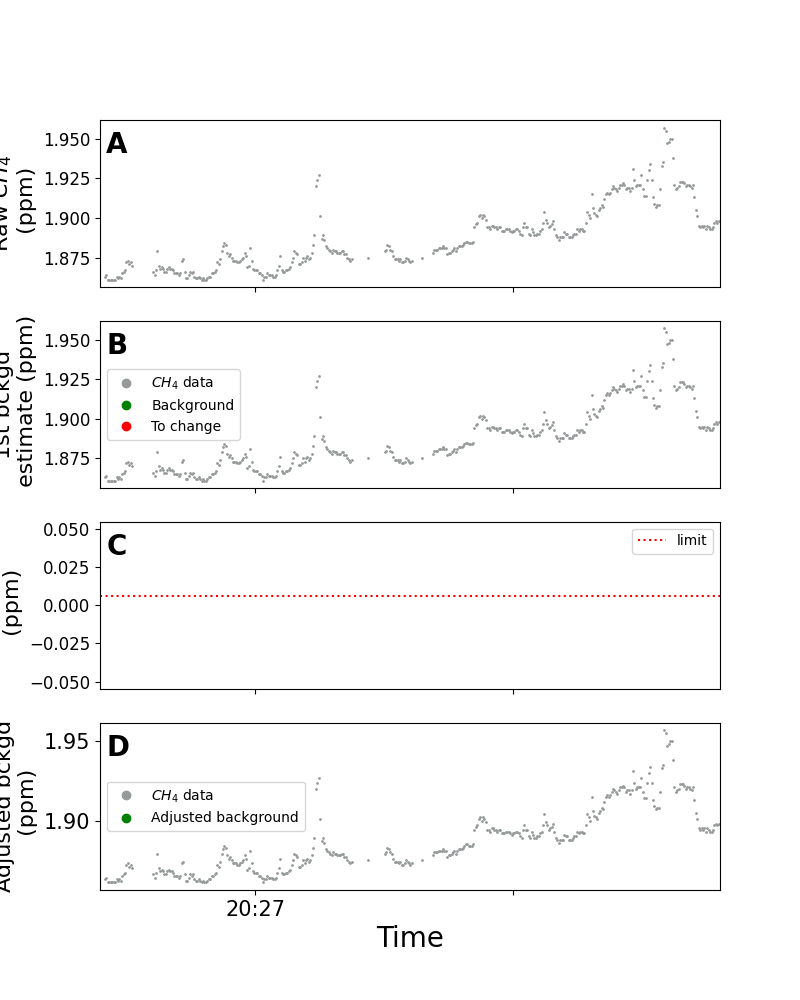 A
1.950
1.925
1.900
1.875
Raw CH4
(ppm)
B
1.950
1.925
1.900
1.875
1st bckgd
estimate (ppm)
CH4 data
Background
To change
C
0.050
0.025
0.000
−0.025
−0.050
(ppm)
limit
D
1.95
1.90
Adjusted bckgd
(ppm)
CH4 data
Adjusted background
20:27
Time